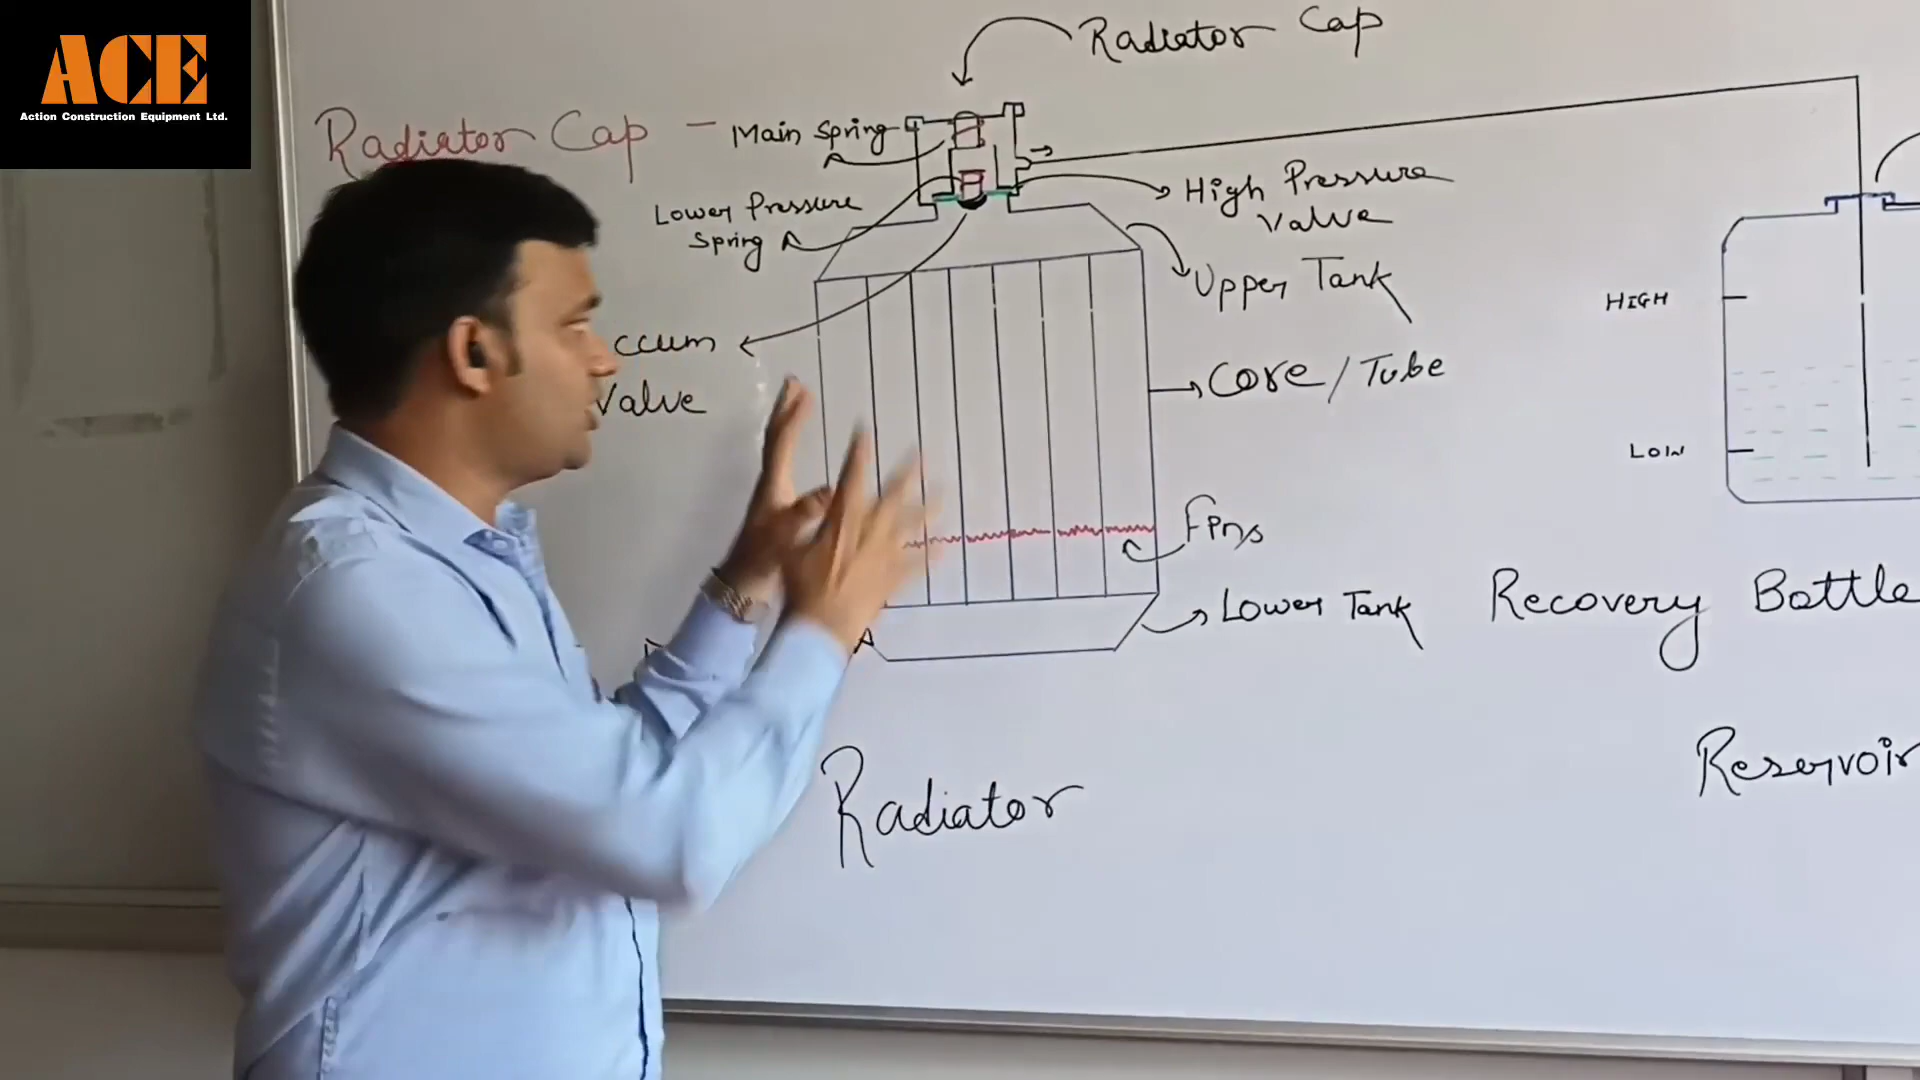 ACE
Action Construction Equipment Ltd.
Radiator Cap
Radiator Cap - Main Spring
Lower Pressure
Spring
High Pressure
Valve
Upper Tank
ccum
Valve
Core / Tube
HIGH
LOW
Fins
Lower Tank
Recovery Bottle
Radiator
Reservoir